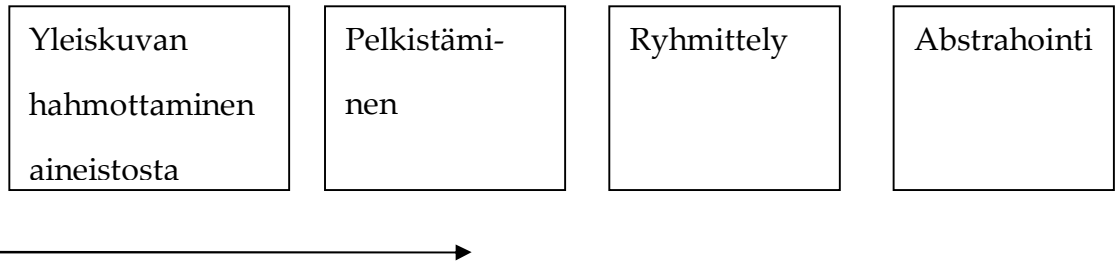 Yleiskuvan
hahmottaminen
aineistosta
Pelkistämi-
nen
Ryhmittely
Abstrahointi